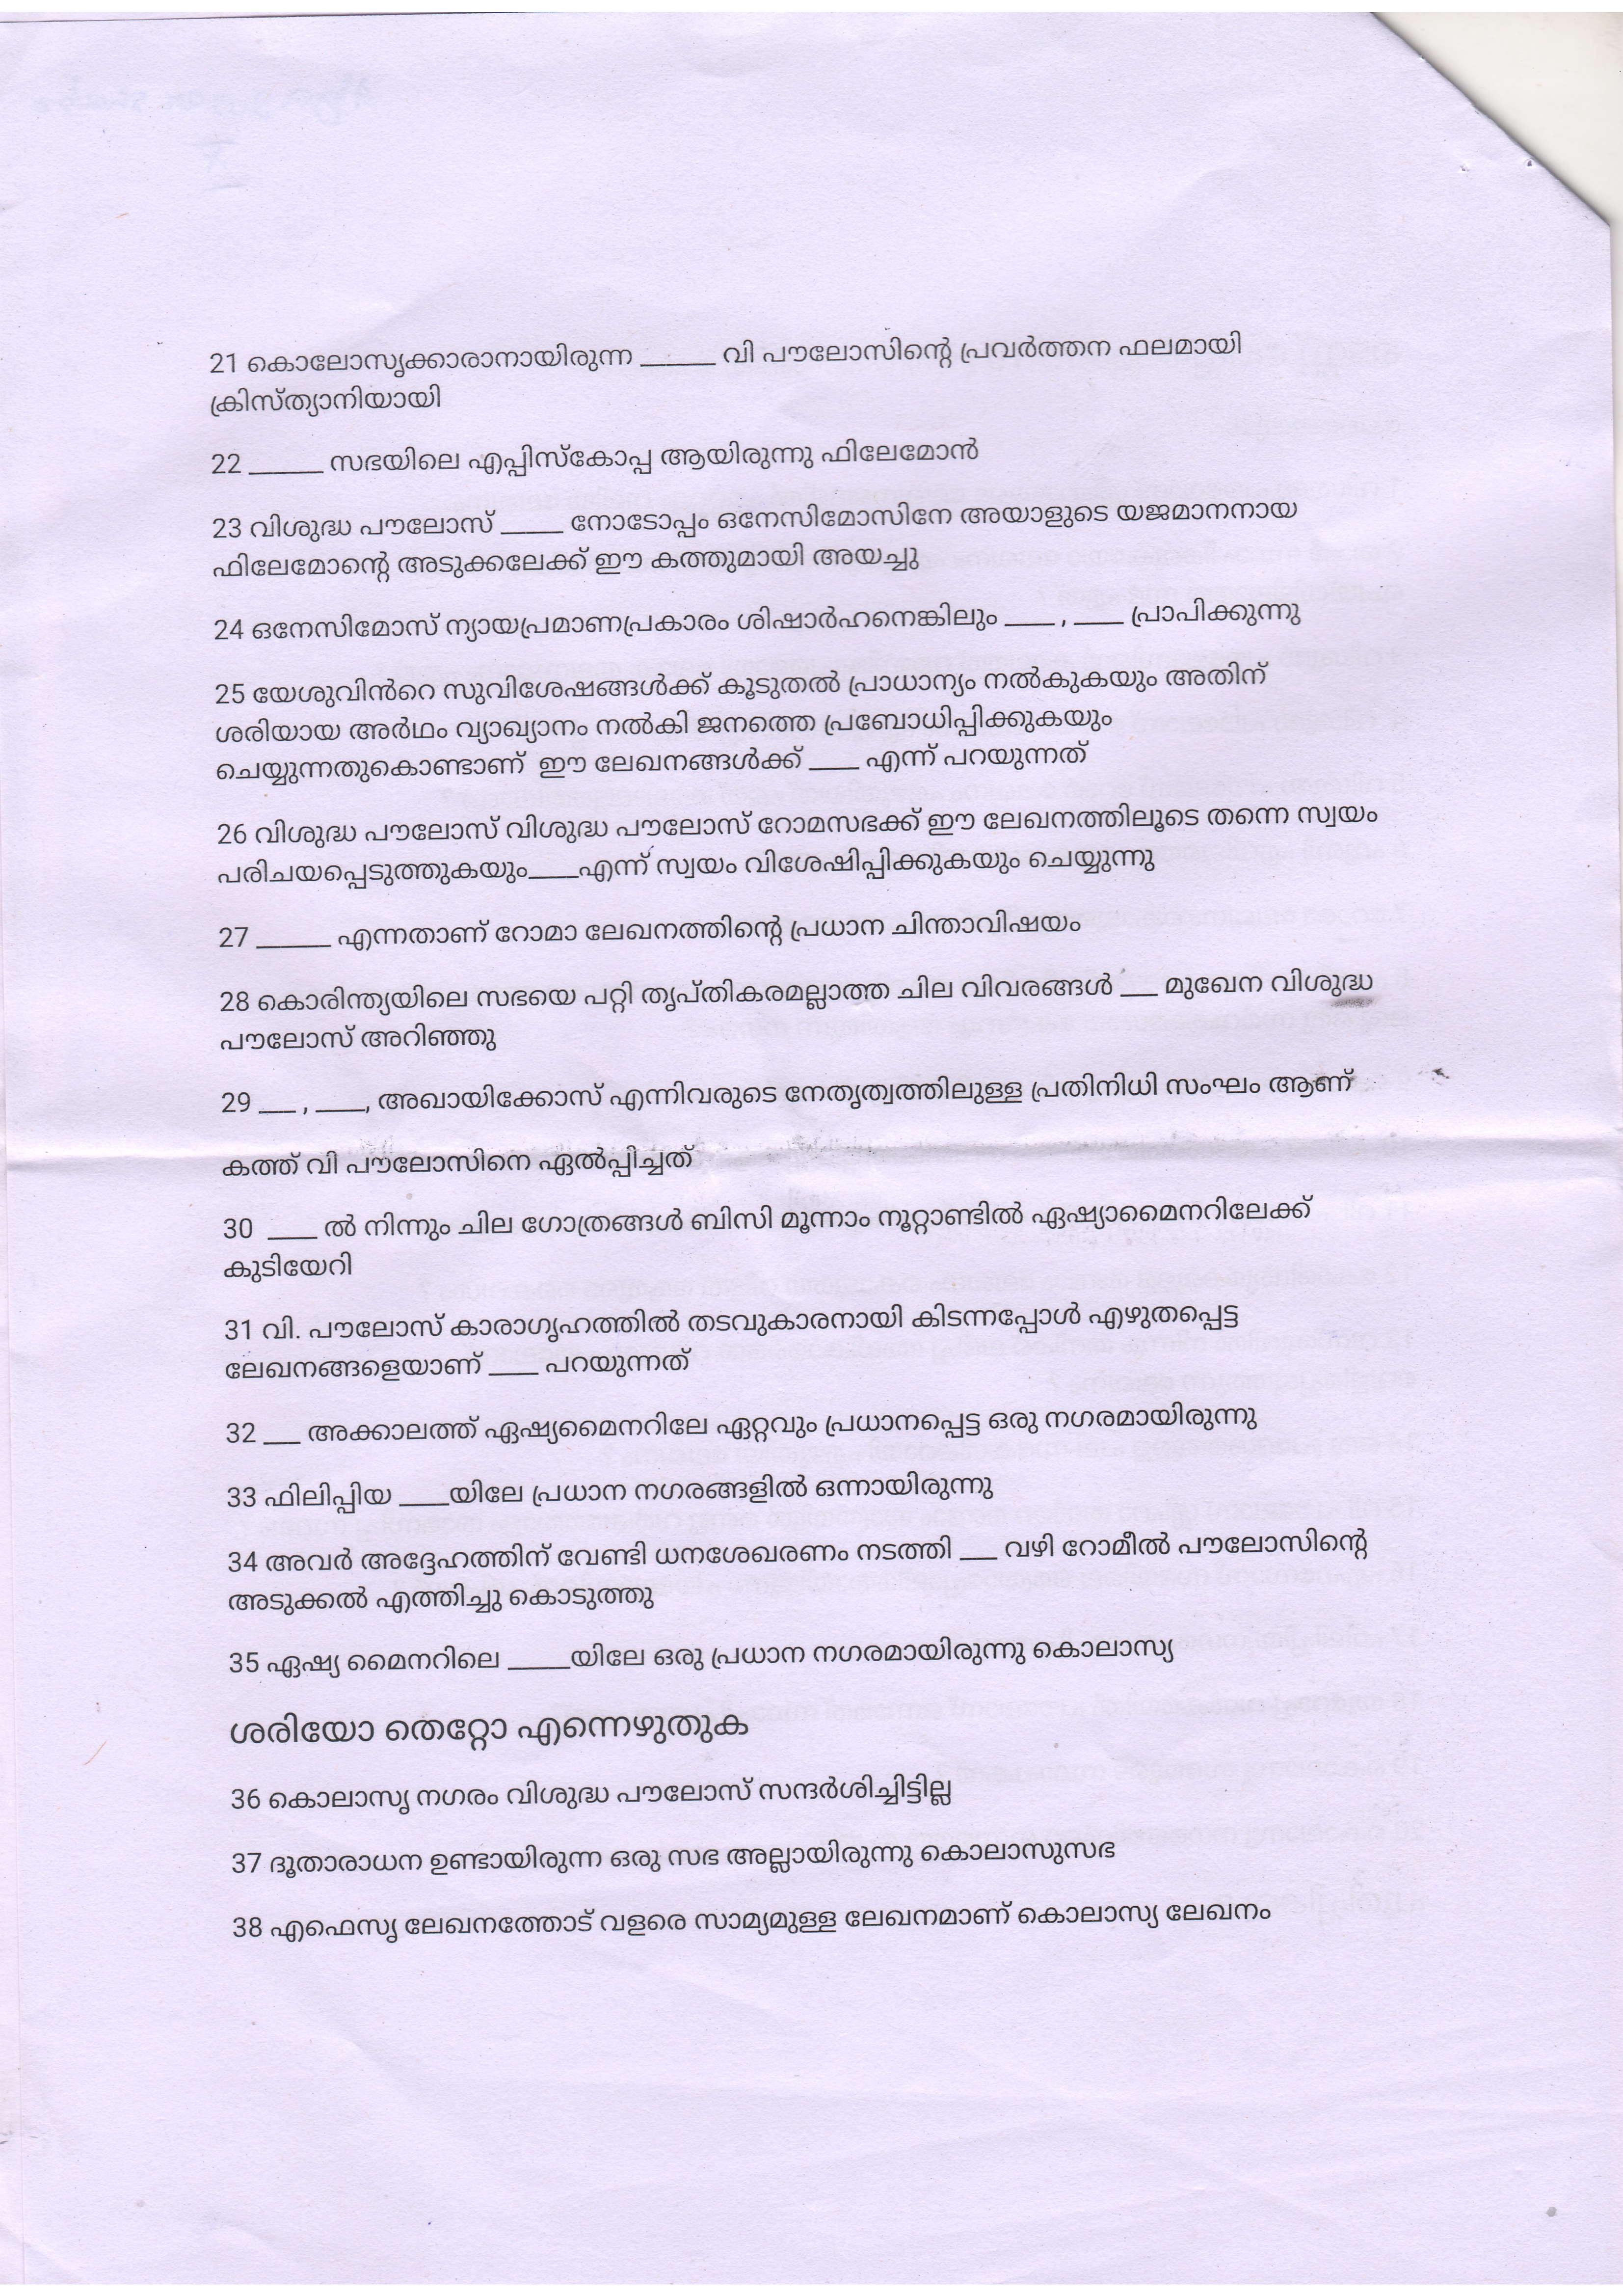 21 കൊലോസൃക്കാരാനായിരുന്ന ______ വി പൗലോസിന്റെ പ്രവർത്തന ഫലമായി
ക്രിസ്ത്യാനിയായി
22 ______ സഭയിലെ എപ്പിസ്കോപ്പ ആയിരുന്നു ഫിലേമോൻ
23 വിശുദ്ധ പൗലോസ് _____ നോടോപ്പം ഒനേസിമോസിനേ അയാളുടെ യജമാനനായ
ഫിലേമോന്റെ അടുക്കലേക്ക് ഈ കത്തുമായി അയച്ചു
24 ഒനേസിമോസ് ന്യായപ്രമാണപ്രകാരം ശിഷാർഹനെങ്കിലും ____ , ____ പ്രാപിക്കുന്നു
25 യേശുവിൻറെ സുവിശേഷങ്ങൾക്ക് കൂടുതൽ പ്രാധാന്യം നൽകുകയും അതിന്
ശരിയായ അർഥം വ്യാഖ്യാനം നൽകി ജനത്തെ പ്രബോധിപ്പിക്കുകയും
ചെയ്യുന്നതുകൊണ്ടാണ് ഈ ലേഖനങ്ങൾക്ക് ____ എന്ന് പറയുന്നത്
26 വിശുദ്ധ പൗലോസ് വിശുദ്ധ പൗലോസ് റോമസഭക്ക് ഈ ലേഖനത്തിലൂടെ തന്നെ സ്വയം
പരിചയപ്പെടുത്തുകയും____എന്ന് സ്വയം വിശേഷിപ്പിക്കുകയും ചെയ്യുന്നു
27 ______ എന്നതാണ് റോമാ ലേഖനത്തിന്റെ പ്രധാന ചിന്താവിഷയം
28 കൊരിന്ത്യയിലെ സഭയെ പറ്റി തൃപ്തികരമല്ലാത്ത ചില വിവരങ്ങൾ ___ മുഖേന വിശുദ്ധ
പൗലോസ് അറിഞ്ഞു
29 ___ , ____, അഖായിക്കോസ് എന്നിവരുടെ നേതൃത്വത്തിലുള്ള പ്രതിനിധി സംഘം ആണ്
കത്ത് വി പൗലോസിനെ ഏൽപ്പിച്ചത്
30 ____ ൽ നിന്നും ചില ഗോത്രങ്ങൾ ബിസി മൂന്നാം നൂറ്റാണ്ടിൽ ഏഷ്യാമൈനറിലേക്ക്
കുടിയേറി
31 വി. പൗലോസ് കാരാഗൃഹത്തിൽ തടവുകാരനായി കിടന്നപ്പോൾ എഴുതപ്പെട്ട
ലേഖനങ്ങളെയാണ് ____ പറയുന്നത്
32 ___ അക്കാലത്ത് ഏഷ്യമൈനറിലേ ഏറ്റവും പ്രധാനപ്പെട്ട ഒരു നഗരമായിരുന്നു
33 ഫിലിപ്പിയ ____യിലേ പ്രധാന നഗരങ്ങളിൽ ഒന്നായിരുന്നു
34 അവർ അദ്ദേഹത്തിന് വേണ്ടി ധനശേഖരണം നടത്തി ___ വഴി റോമീൽ പൗലോസിന്റെ
അടുക്കൽ എത്തിച്ചു കൊടുത്തു
35 ഏഷ്യ മൈനറിലെ _____യിലേ ഒരു പ്രധാന നഗരമായിരുന്നു കൊലാസ്യ
ശരിയോ തെറ്റോ എന്നെഴുതുക
36 കൊലാസൃ നഗരം വിശുദ്ധ പൗലോസ് സന്ദർശിച്ചിട്ടില്ല
37 ദൂതാരാധന ഉണ്ടായിരുന്ന ഒരു സഭ അല്ലായിരുന്നു കൊലാസുസഭ
38 എഫെസൃ ലേഖനത്തോട് വളരെ സാമ്യമുള്ള ലേഖനമാണ് കൊലാസ്യ ലേഖനം